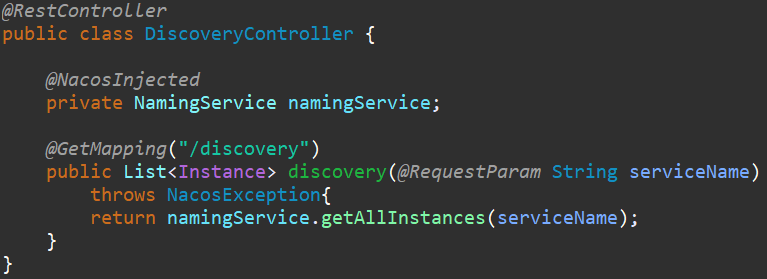 @RestController
public class DiscoveryController {
@NacosInjected
private NamingService namingService;
@GetMapping("/discovery")
public List<Instance> discovery(@RequestParam String serviceName)
throws NacosException{
return namingService.getAllInstances(serviceName);
}
}